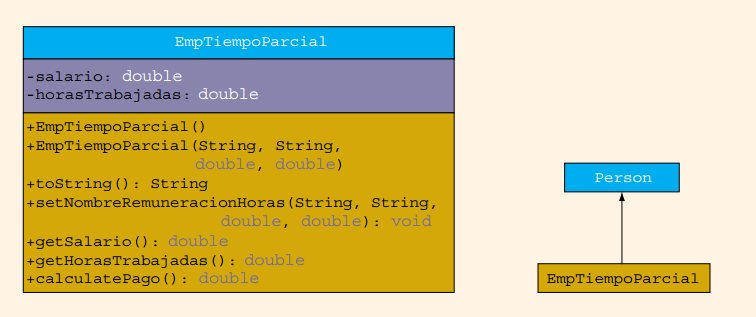 EmpTiempoParcial
-salario: double
-horasTrabajadas: double
+EmpTiempoParcial()
+EmpTiempoParcial(String, String,
double, double)
+toString(): String
+setNombreRemuneracionHoras(String, String,
double, double): void
+getSalario(): double
+getHorasTrabajadas(): double
+calculatePago(): double
Person
EmpTiempoParcial